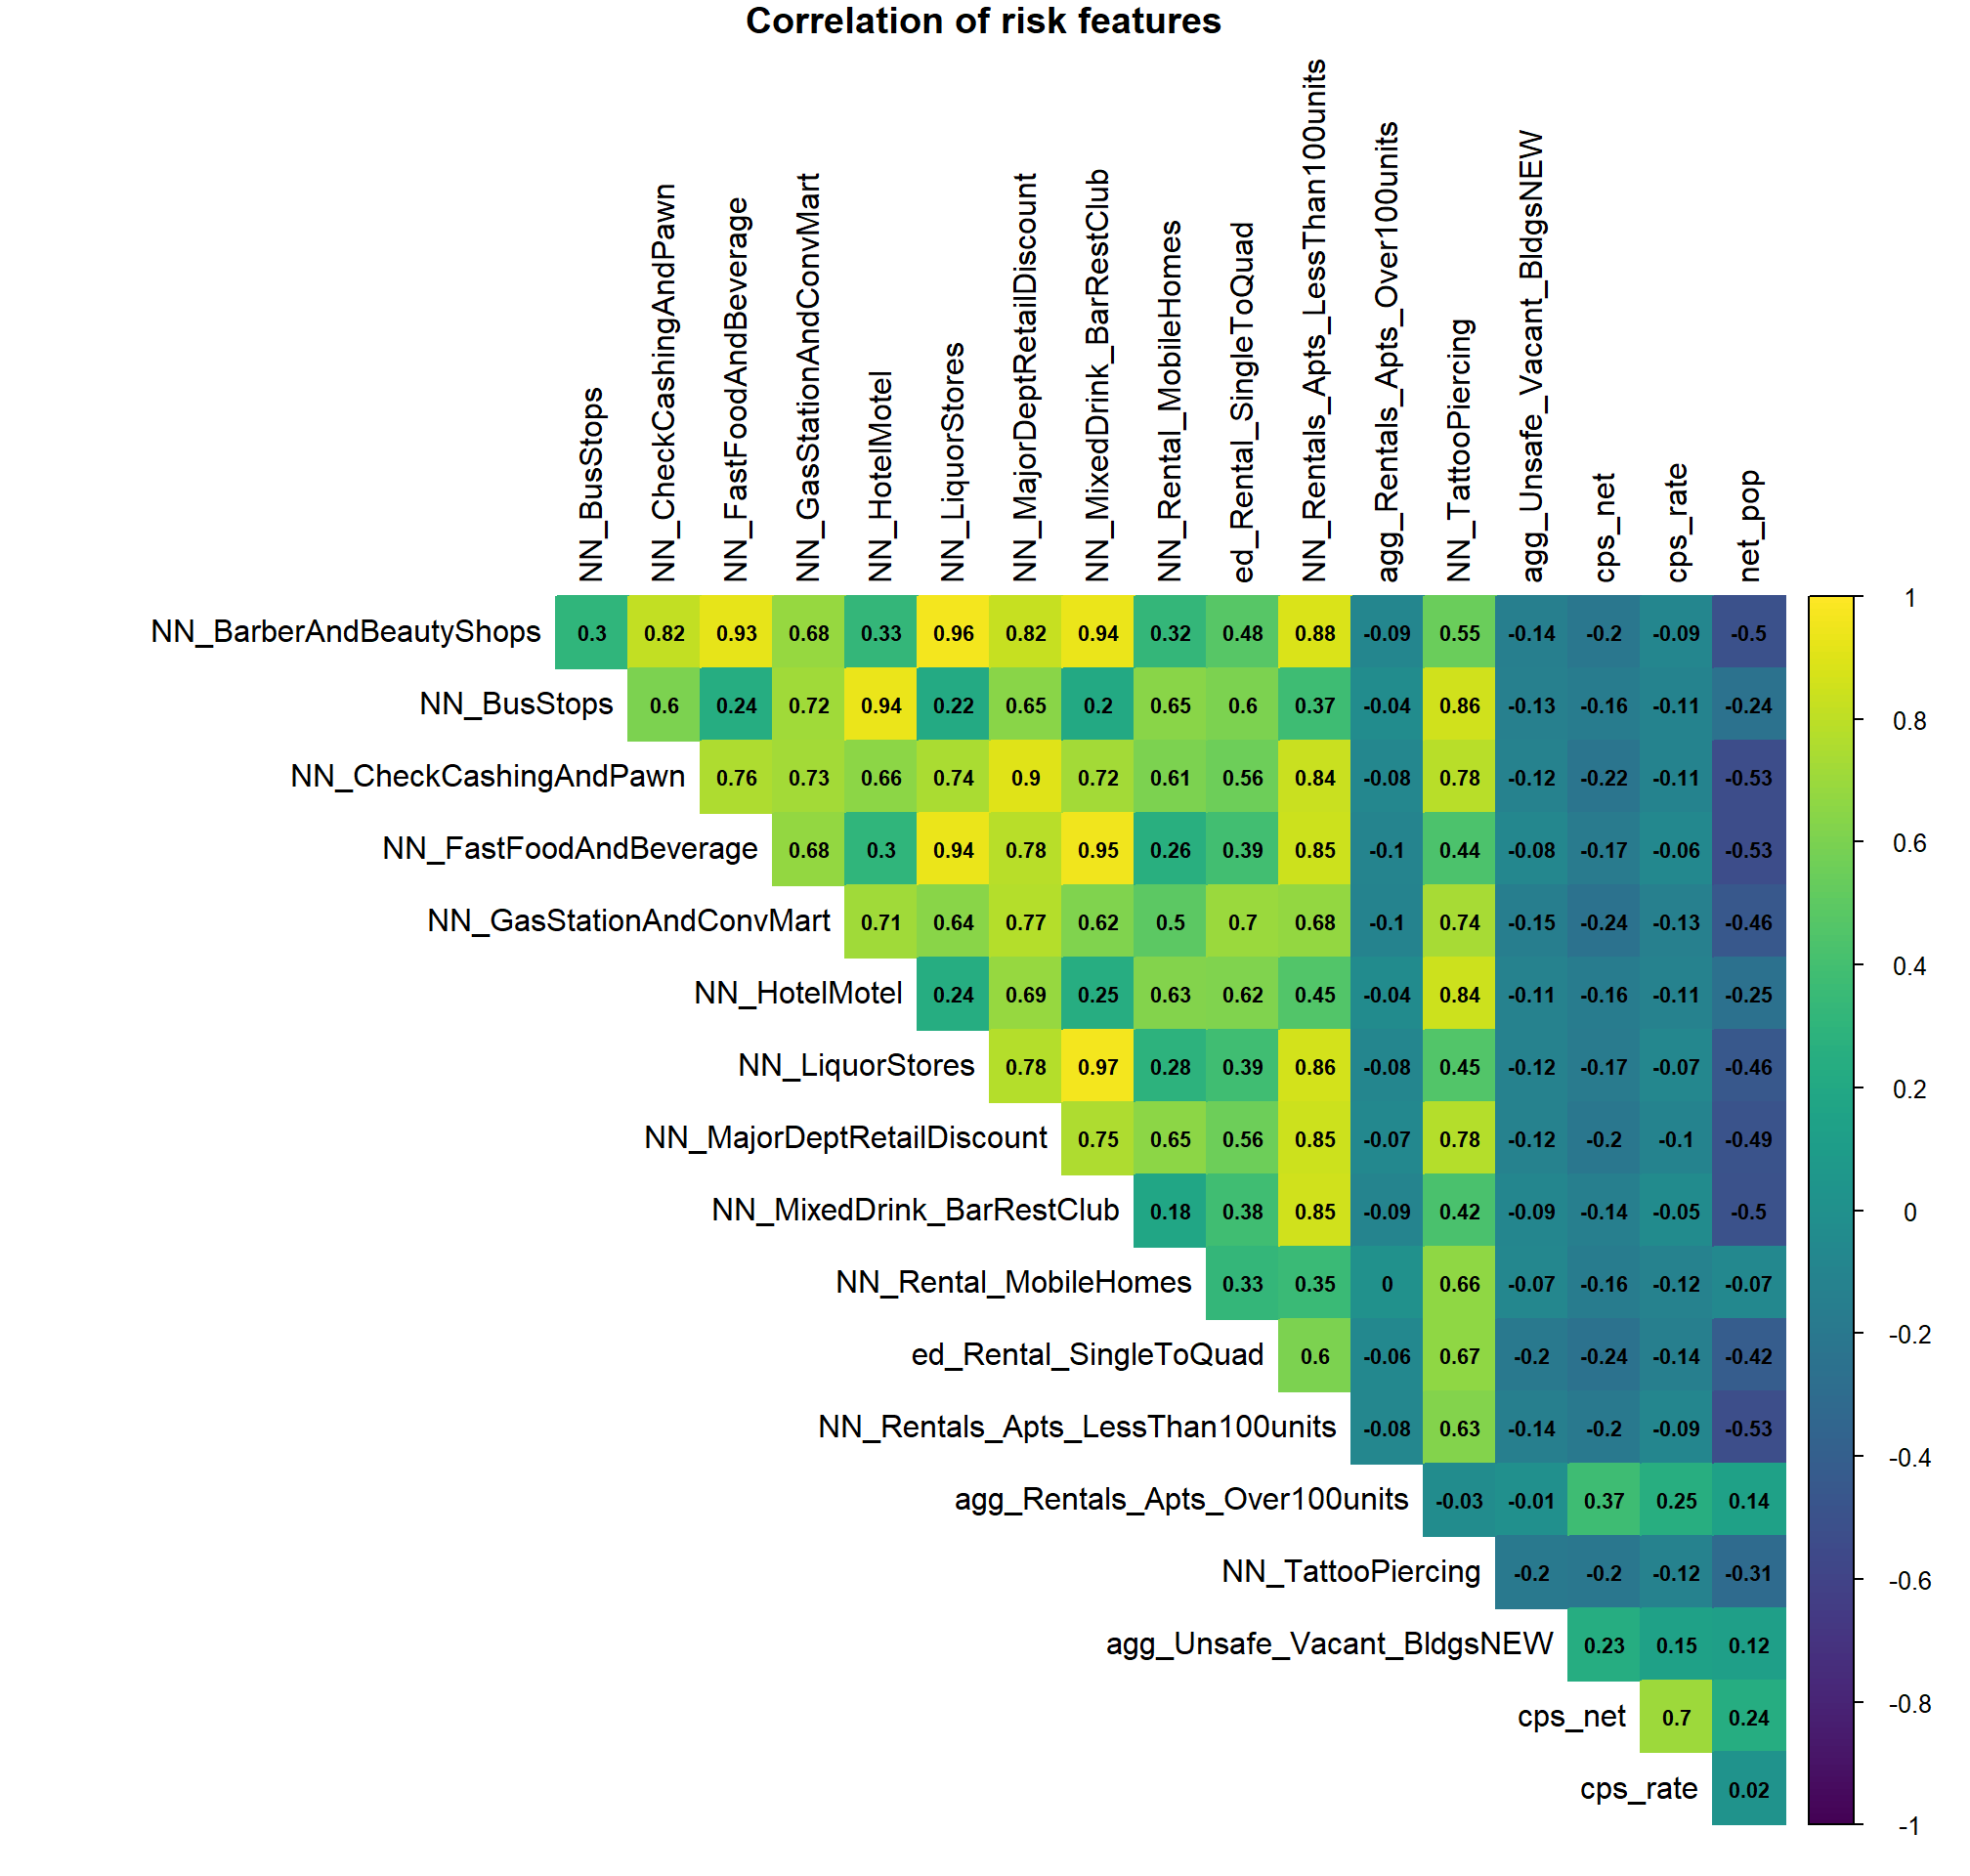 Correlation of risk features
NN_BusStops
NN_CheckCashingAndPawn
NN_FastFoodAndBeverage
NN_GasStationAndConvMart
NN_HotelMotel
NN_LiquorStores
NN_MajorDeptRetailDiscount
NN_MixedDrink_BarRestClub
NN_Rental_MobileHomes
ed_Rental_SingleToQuad
NN_Rentals_Apts_LessThan100units
agg_Rentals_Apts_Over100units
NN_TattooPiercing
agg_Unsafe_Vacant_BldgsNEW
cps_net
cps_rate
net_pop
NN_BarberAndBeautyShops 0.3 0.82 0.93 0.68 0.33 0.96 0.82 0.94 0.32 0.48 0.88 -0.09 0.55 -0.14 -0.2 -0.09 -0.5
NN_BusStops 0.6 0.24 0.72 0.94 0.22 0.65 0.2 0.65 0.6 0.37 -0.04 0.86 -0.13 -0.16 -0.11 -0.24
NN_CheckCashingAndPawn 0.76 0.73 0.66 0.74 0.9 0.72 0.61 0.56 0.84 -0.08 0.78 -0.12 -0.22 -0.11 -0.53
NN_FastFoodAndBeverage 0.68 0.3 0.94 0.78 0.95 0.26 0.39 0.85 -0.1 0.44 -0.08 -0.17 -0.06 -0.53
NN_GasStationAndConvMart 0.71 0.64 0.77 0.62 0.5 0.7 0.68 -0.1 0.74 -0.15 -0.24 -0.13 -0.46
NN_HotelMotel 0.24 0.69 0.25 0.63 0.62 0.45 -0.04 0.84 -0.11 -0.16 -0.11 -0.25
NN_LiquorStores 0.78 0.97 0.28 0.39 0.86 -0.08 0.45 -0.12 -0.17 -0.07 -0.46
NN_MajorDeptRetailDiscount 0.75 0.65 0.56 0.85 -0.07 0.78 -0.12 -0.2 -0.1 -0.49
NN_MixedDrink_BarRestClub 0.18 0.38 0.85 -0.09 0.42 -0.09 -0.14 -0.05 -0.5
NN_Rental_MobileHomes 0.33 0.35 0 0.66 -0.07 -0.16 -0.12 -0.07
ed_Rental_SingleToQuad 0.6 -0.06 0.67 -0.2 -0.24 -0.14 -0.42
NN_Rentals_Apts_LessThan100units -0.08 0.63 -0.14 -0.2 -0.09 -0.53
agg_Rentals_Apts_Over100units -0.03 -0.01 0.37 0.25 0.14
NN_TattooPiercing -0.2 -0.2 -0.12 -0.31
agg_Unsafe_Vacant_BldgsNEW 0.23 0.15 0.12
cps_net 0.7 0.24
cps_rate 0.02
1
0.8
0.6
0.4
0.2
0
-0.2
-0.4
-0.6
-0.8
-1